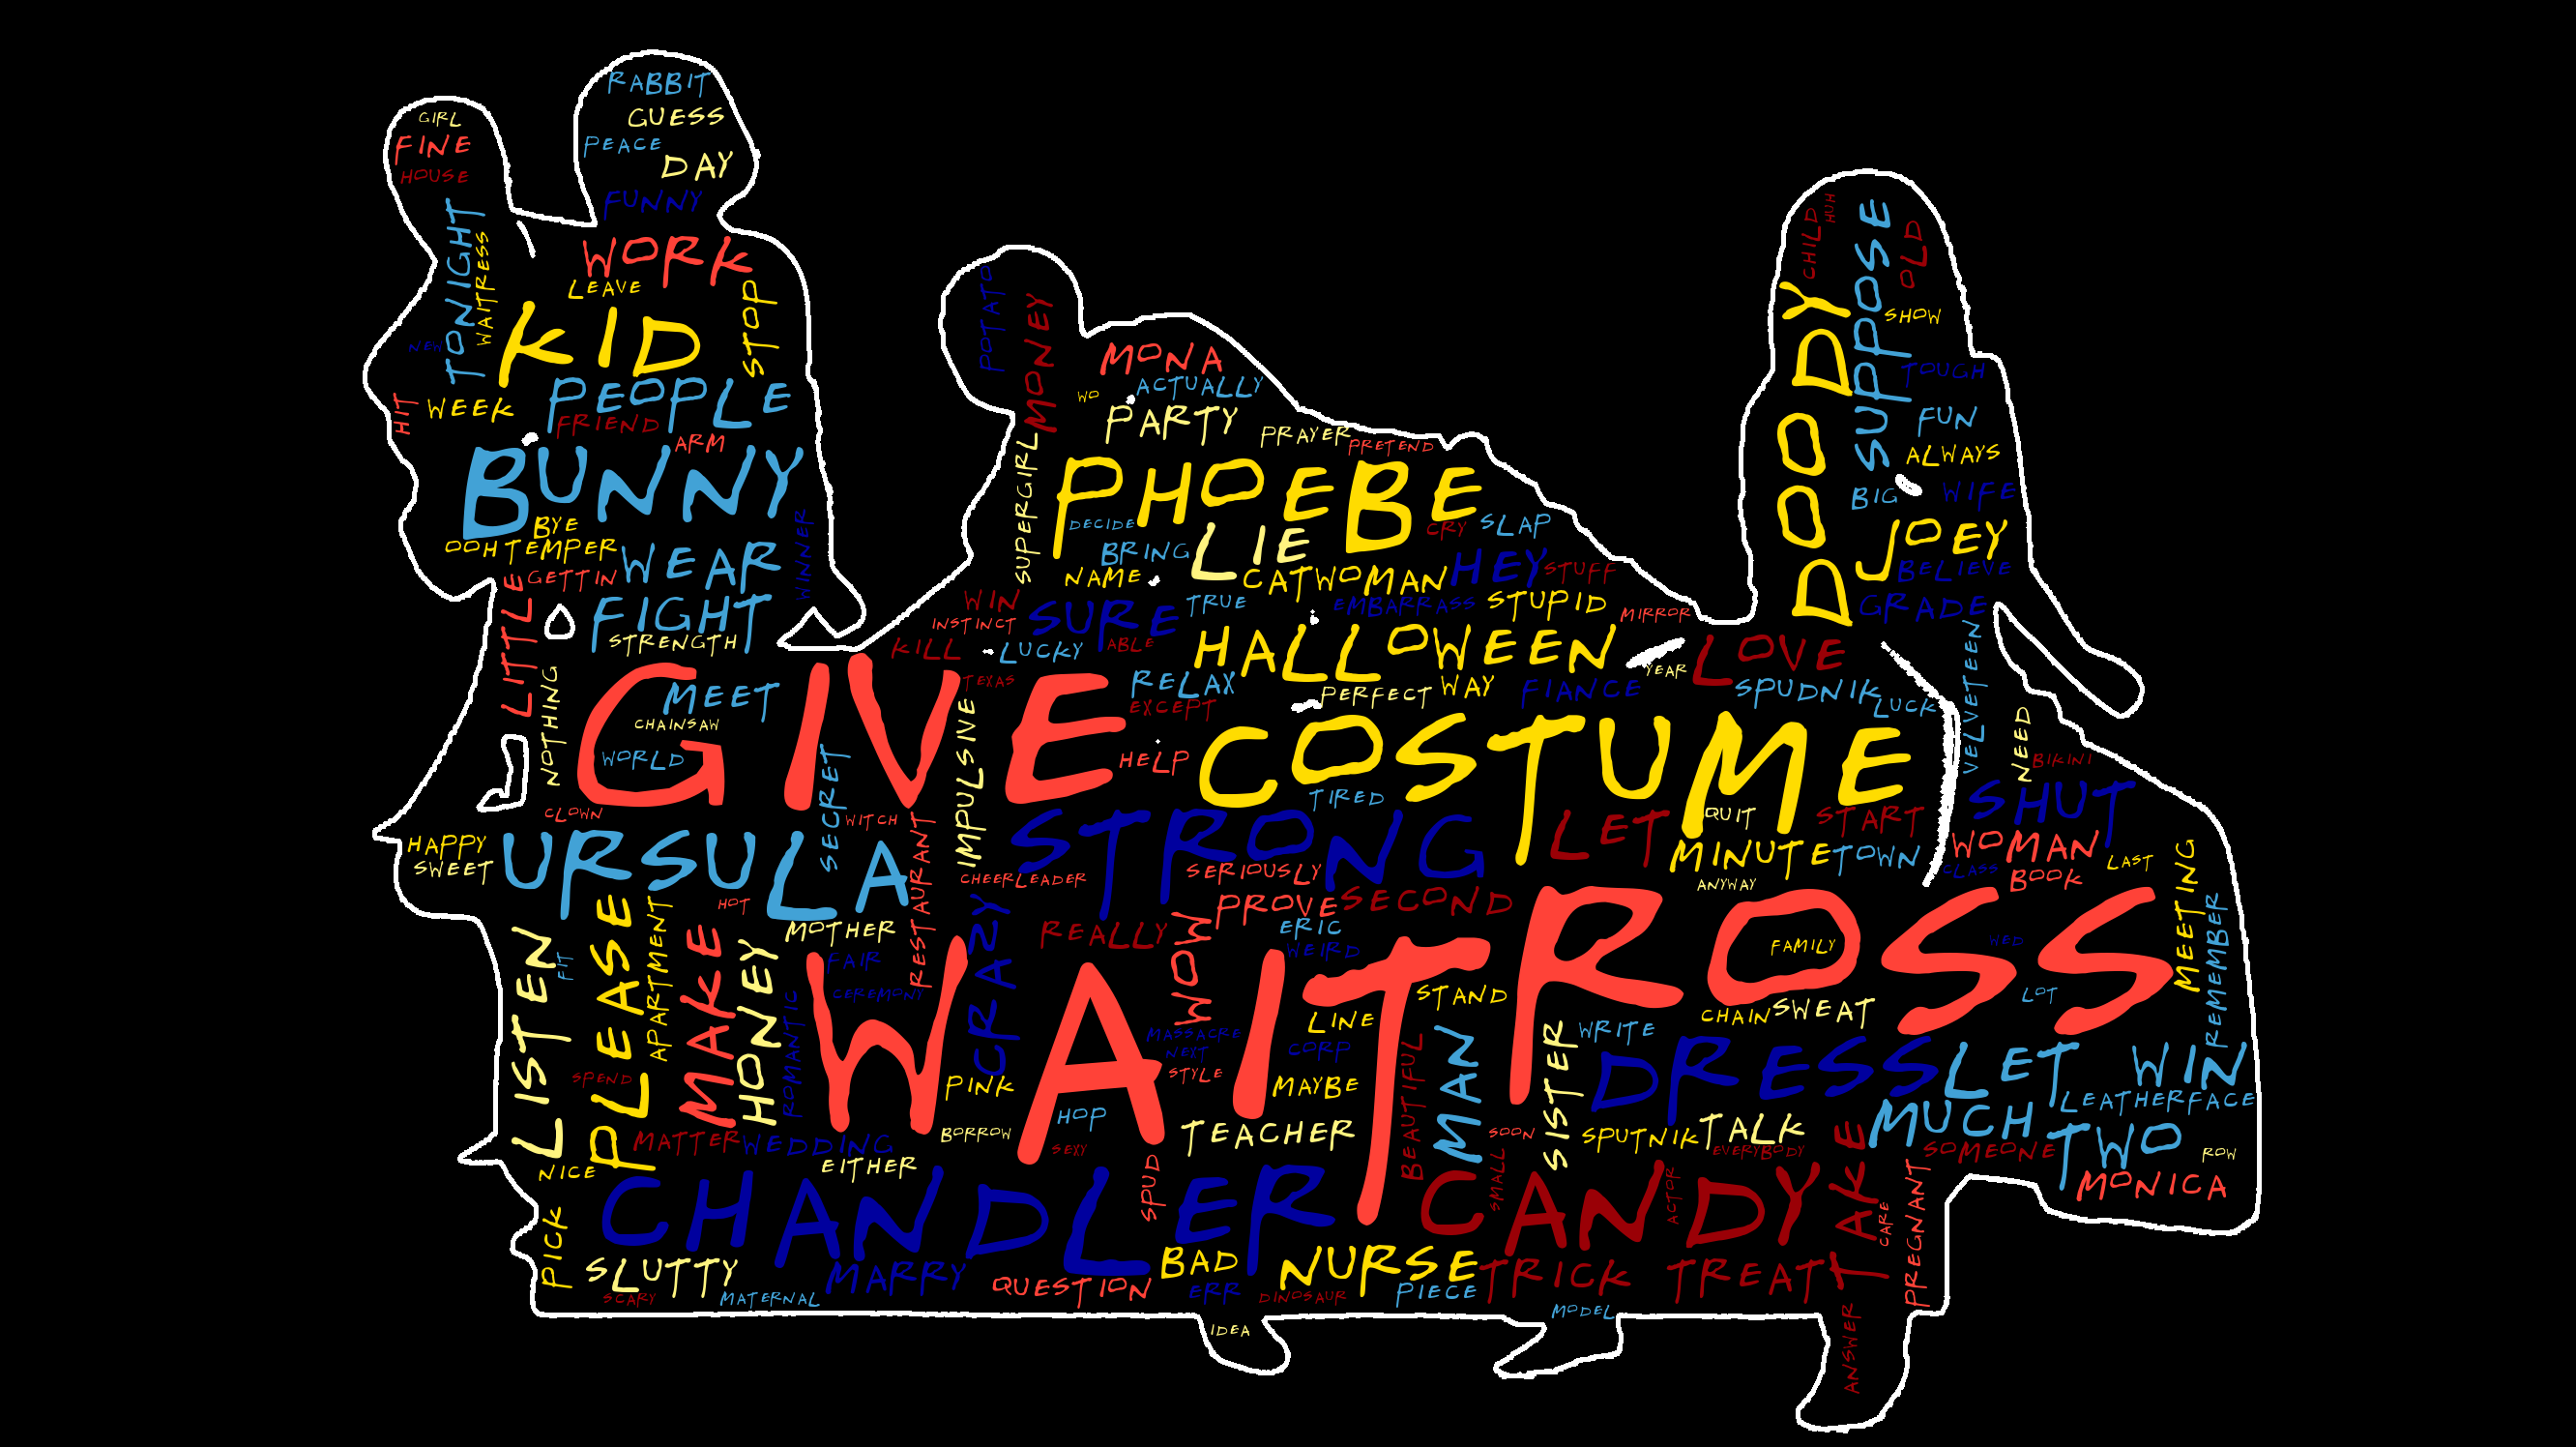 RABBIT
GUESS
PEACE
DAY
FUNNY
GIRL
FINE
HOUSE
TONIGHT
WAITRESS
NEW
HIT
WEEK
WORK
LEAVE
STOP
KID
PEOPLE
FRIEND
ARM
BUNNY
BYE
OOH TEMPER
GETTIN
WEAR
WINNER
FIGHT
STRENGTH
LITTLE
NOTHING
POTATO
MONEY
MONA
WO
ACTUALLY
PARTY
PRAYER
PRETEND
SUPERGIRL
PHOEBE
DECIDE
CRY
SLAP
BRING
LIE
NAME
CATWOMAN
HEY
STUFF
WIN
INSTINCT
SURE
TRUE
EMBARRASS
STUPID
MIRROR
KILL
LUCKY
ABLE
HALLOWEEN
CHILD
HUH
SUPPOSE
OLD
SHOW
DOODY
TOUGH
FUN
ALWAYS
BIG
WIFE
JOEY
BELIEVE
GRADE
LOVE
YEAR
SPUDNIK
LUCK
VELVETEEN
NEED
BIKINI
GIVE
MEET
CHAINSAW
WORLD
TEXAS
RELAX
EXCEPT
PERFECT
WAY
FIANCE
HELP
COSTUME
TIRED
IMPULSIVE
SECRET
CLOWN
WITCH
RESTAURANT
HAPPY
SWEET
URSULA
HOT
CHEERLEADER
STRONG
SERIOUSLY
LET
QUIT
START
MINUTE
TOWN
ANYWAY
SHUT
WOMAN
CLASS
BOOK
LAST
MEETING
REMEMBER
LISTEN
FIT
PLEASE
APARTMENT
SPEND
MAKE
HONEY
ROMANTIC
MOTHER
FAIR
CEREMONY
CRAZY
REALLY
WOW
PROVE
SECOND
ERIC
WEIRD
WAIT
ROSS
FAMILY
WED
LOT
STAND
LINE
MASSACRE
NEXT
STYLE
CORP
MAYBE
BEAUTIFUL
MAN
SISTER
WRITE
CHAIN
SWEAT
DRESS
LET
WIN
LEATHERFACE
MUCH
TWO
SOMEONE
ROW
MONICA
PINK
BORROW
HOP
SEXY
TEACHER
SOON
SMALL
SPUTNIK
TALK
EVERYBODY
TAKE
CARE
PREGNANT
MATTER
WEDDING
EITHER
NICE
PICK
CHANDLER
SPUD
CANDY
ACTOR
SLUTTY
SCARY
MATERNAL
MARRY
QUESTION
BAD
ERR
NURSE
DINOSAUR
PIECE
TRICK
TREAT
MODEL
IDEA
ANSWER